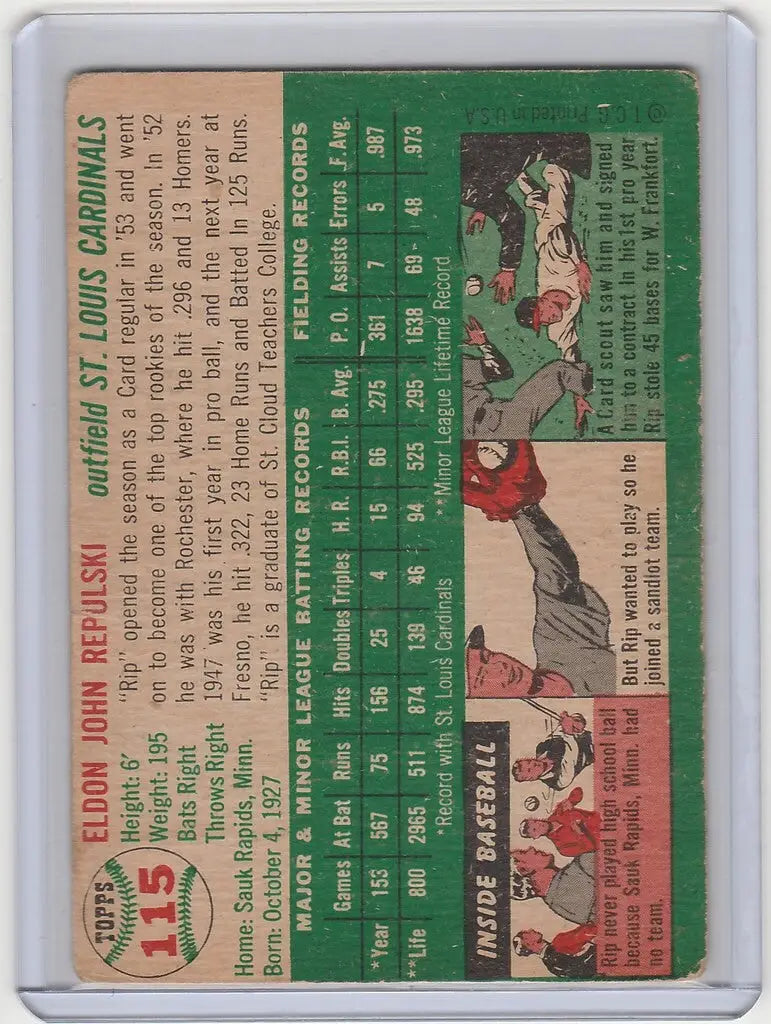 TOPPS
115
ELDON JOHN REPULSKI outfield ST. LOUIS CARDINALS
Height: 6'
Weight: 195
Bats Right
Throws Right
Home: Sauk Rapids, Minn.
Born: October 4, 1927
"Rip" opened the season as a Card regular in '53 and went
on to become one of the top rookies of the season. In '52
he was with Rochester, where he hit .296 and 13 Homers.
1947 was his first year in pro ball, and the next year at
Fresno, he hit .322, 23 Home Runs and Batted In 125 Runs.
"Rip" is a graduate of St. Cloud Teachers College.
MAJOR & MINOR LEAGUE BATTING RECORDS FIELDING RECORDS
Games At Bat Runs Hits Doubles Triples H. R. R.B.I. B. Avg. P. O. Assists Errors F. Avg.
*Year 153 567 75 156 25 4 15 66 .275 361 7 5 .987
**Life 800 2965 511 874 139 46 94 525 .295 1638 69 48 .973
*Record with St. Louis Cardinals **Minor League Lifetime Record
INSIDE BASEBALL
Rip never played high school ball
because Sauk Rapids, Minn. had
no team.
But Rip wanted to play so he
joined a sandlot team.
A Card scout saw him and signed
him to a contract in his 1st pro year
Rip stole 45 bases for W. Frankfort.
© T.C.G. Printed in U.S.A